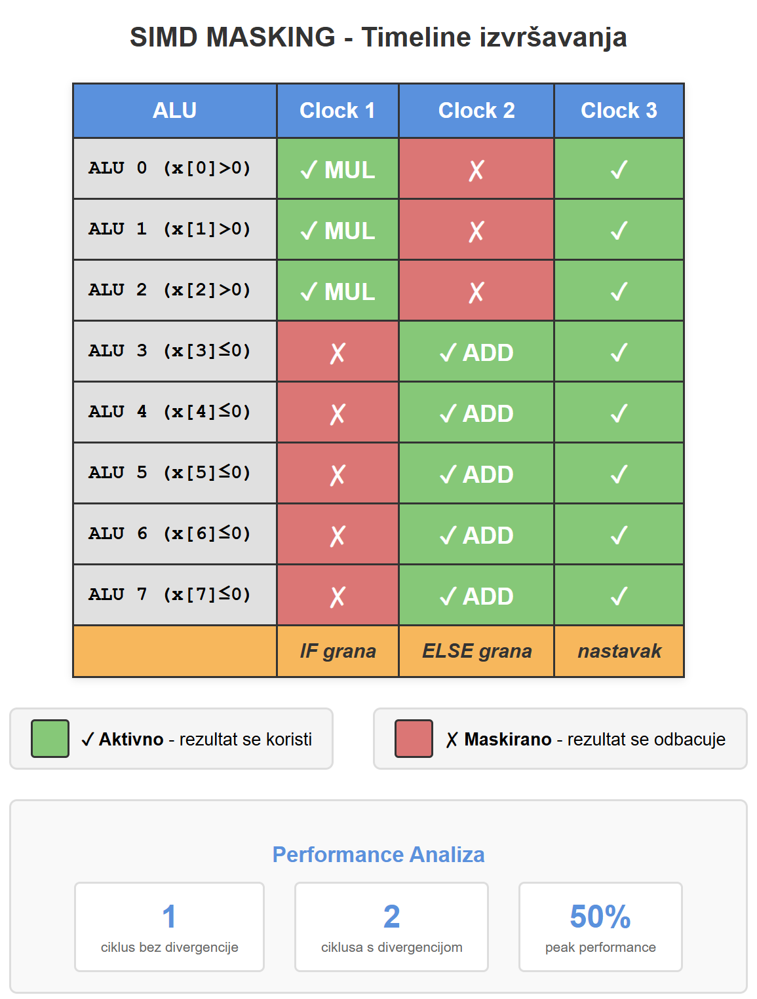 SIMD MASKING - Timeline izvršavanja
ALU Clock 1 Clock 2 Clock 3
ALU 0 (x[0]>0) ✓ MUL ✗ ✓
ALU 1 (x[1]>0) ✓ MUL ✗ ✓
ALU 2 (x[2]>0) ✓ MUL ✗ ✓
ALU 3 (x[3]≤0) ✗ ✓ ADD ✓
ALU 4 (x[4]≤0) ✗ ✓ ADD ✓
ALU 5 (x[5]≤0) ✗ ✓ ADD ✓
ALU 6 (x[6]≤0) ✗ ✓ ADD ✓
ALU 7 (x[7]≤0) ✗ ✓ ADD ✓
IF grana ELSE grana nastavak
✓ Aktivno - rezultat se koristi
✗ Maskirano - rezultat se odbacuje
Performance Analiza
1
ciklus bez divergencije
2
ciklusa s divergencijom
50%
peak performance